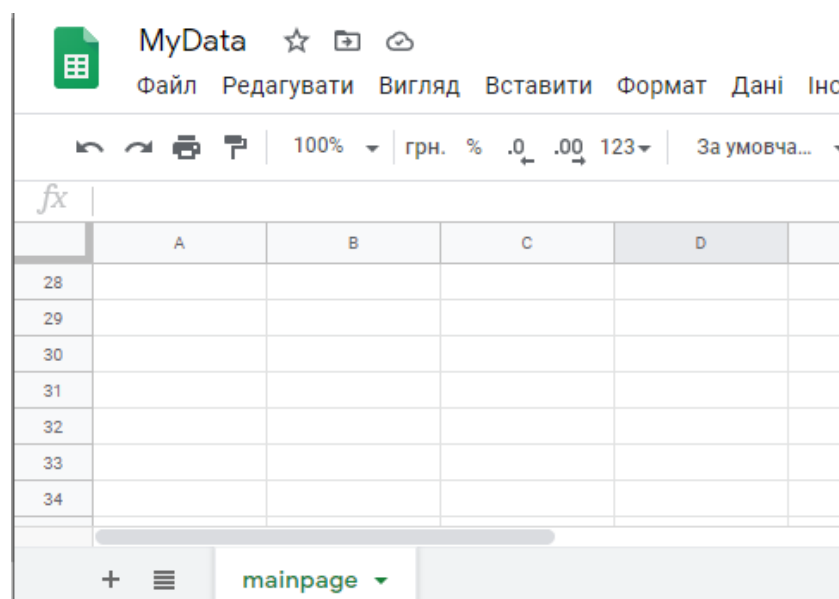 MyData
Файл Редагувати Вигляд Вставити Формат Дані
100% грн. % .0 .00 123 За умовча...
fx
A B C D
28
29
30
31
32
33
34
mainpage